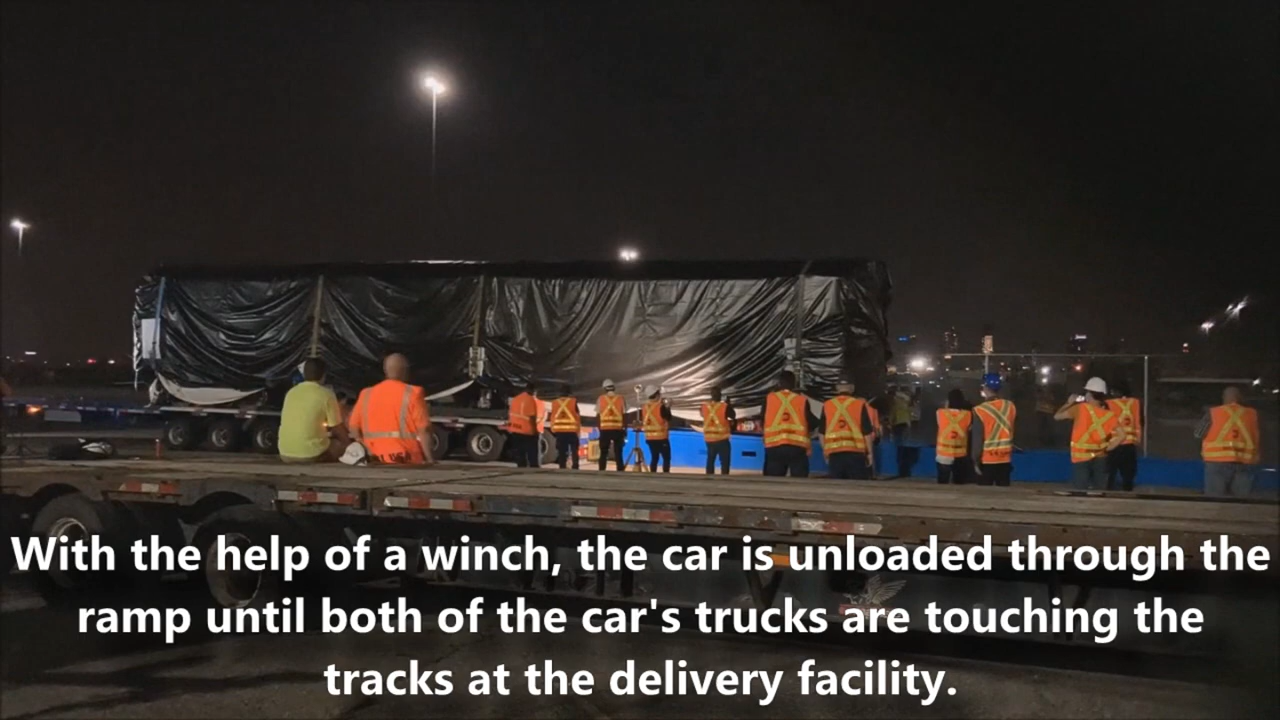 With the help of a winch, the car is unloaded through the
ramp until both of the car's trucks are touching the
tracks at the delivery facility.